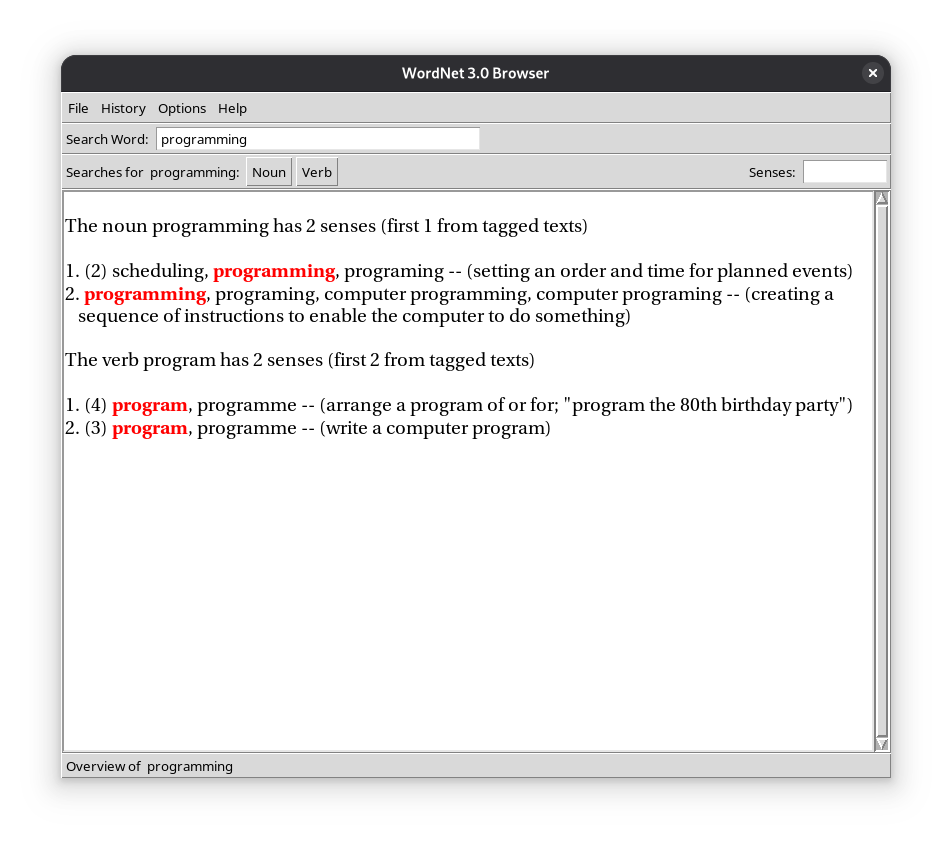 WordNet 3.0 Browser
File History Options Help
Search Word: programming
Searches for programming: Noun Verb Senses:
The noun programming has 2 senses (first 1 from tagged texts)
1. (2) scheduling, programming, programing -- (setting an order and time for planned events)
2. programming, programing, computer programming, computer programing -- (creating a
sequence of instructions to enable the computer to do something)
The verb program has 2 senses (first 2 from tagged texts)
1. (4) program, programme -- (arrange a program of or for; "program the 80th birthday party")
2. (3) program, programme -- (write a computer program)
Overview of programming